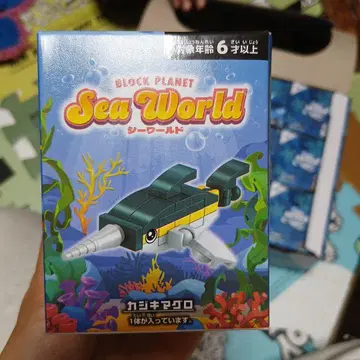 対象年齢6才以上
BLOCK PLANET
Sea World
シーワールド
カジキマグロ
1体が入っています。